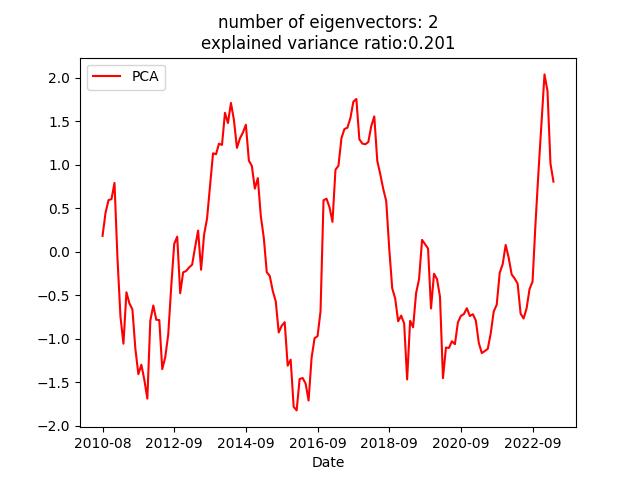 number of eigenvectors: 2
explained variance ratio:0.201
PCA
2.0
1.5
1.0
0.5
0.0
−0.5
−1.0
−1.5
−2.0
2010-08 2012-09 2014-09 2016-09 2018-09 2020-09 2022-09
Date